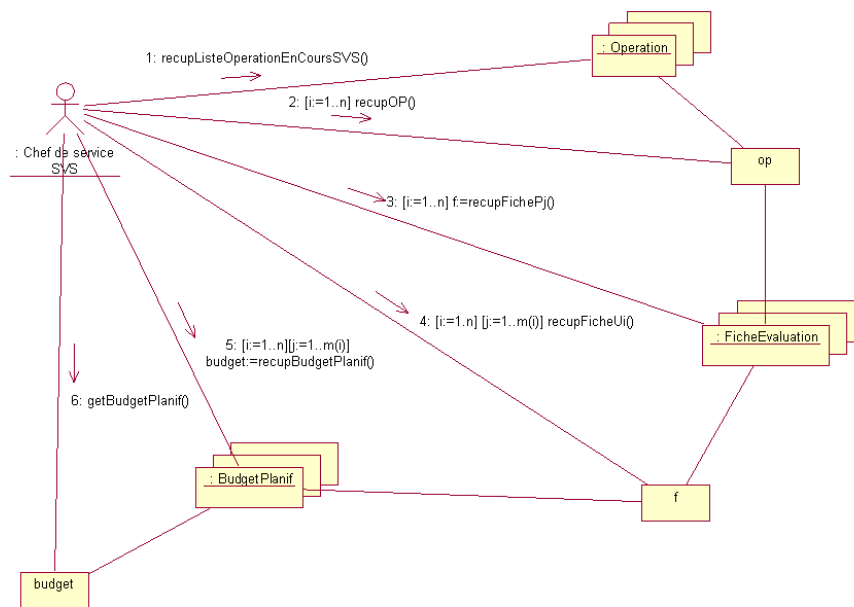 : Operation
1: recupListeOperationEnCoursSVS()
2: [i:=1..n] recupOP()
: Chef de service
SVS
op
3: [i:=1..n] f:=recupFichePj()
4: [i:=1.n] [j:=1..m(i)] recupFicheUi()
: FicheEvaluation
5: [i:=1..n][j:=1..m(i)]
budget:=recupBudgetPlanif()
6: getBudgetPlanif()
: BudgetPlanif
f
budget